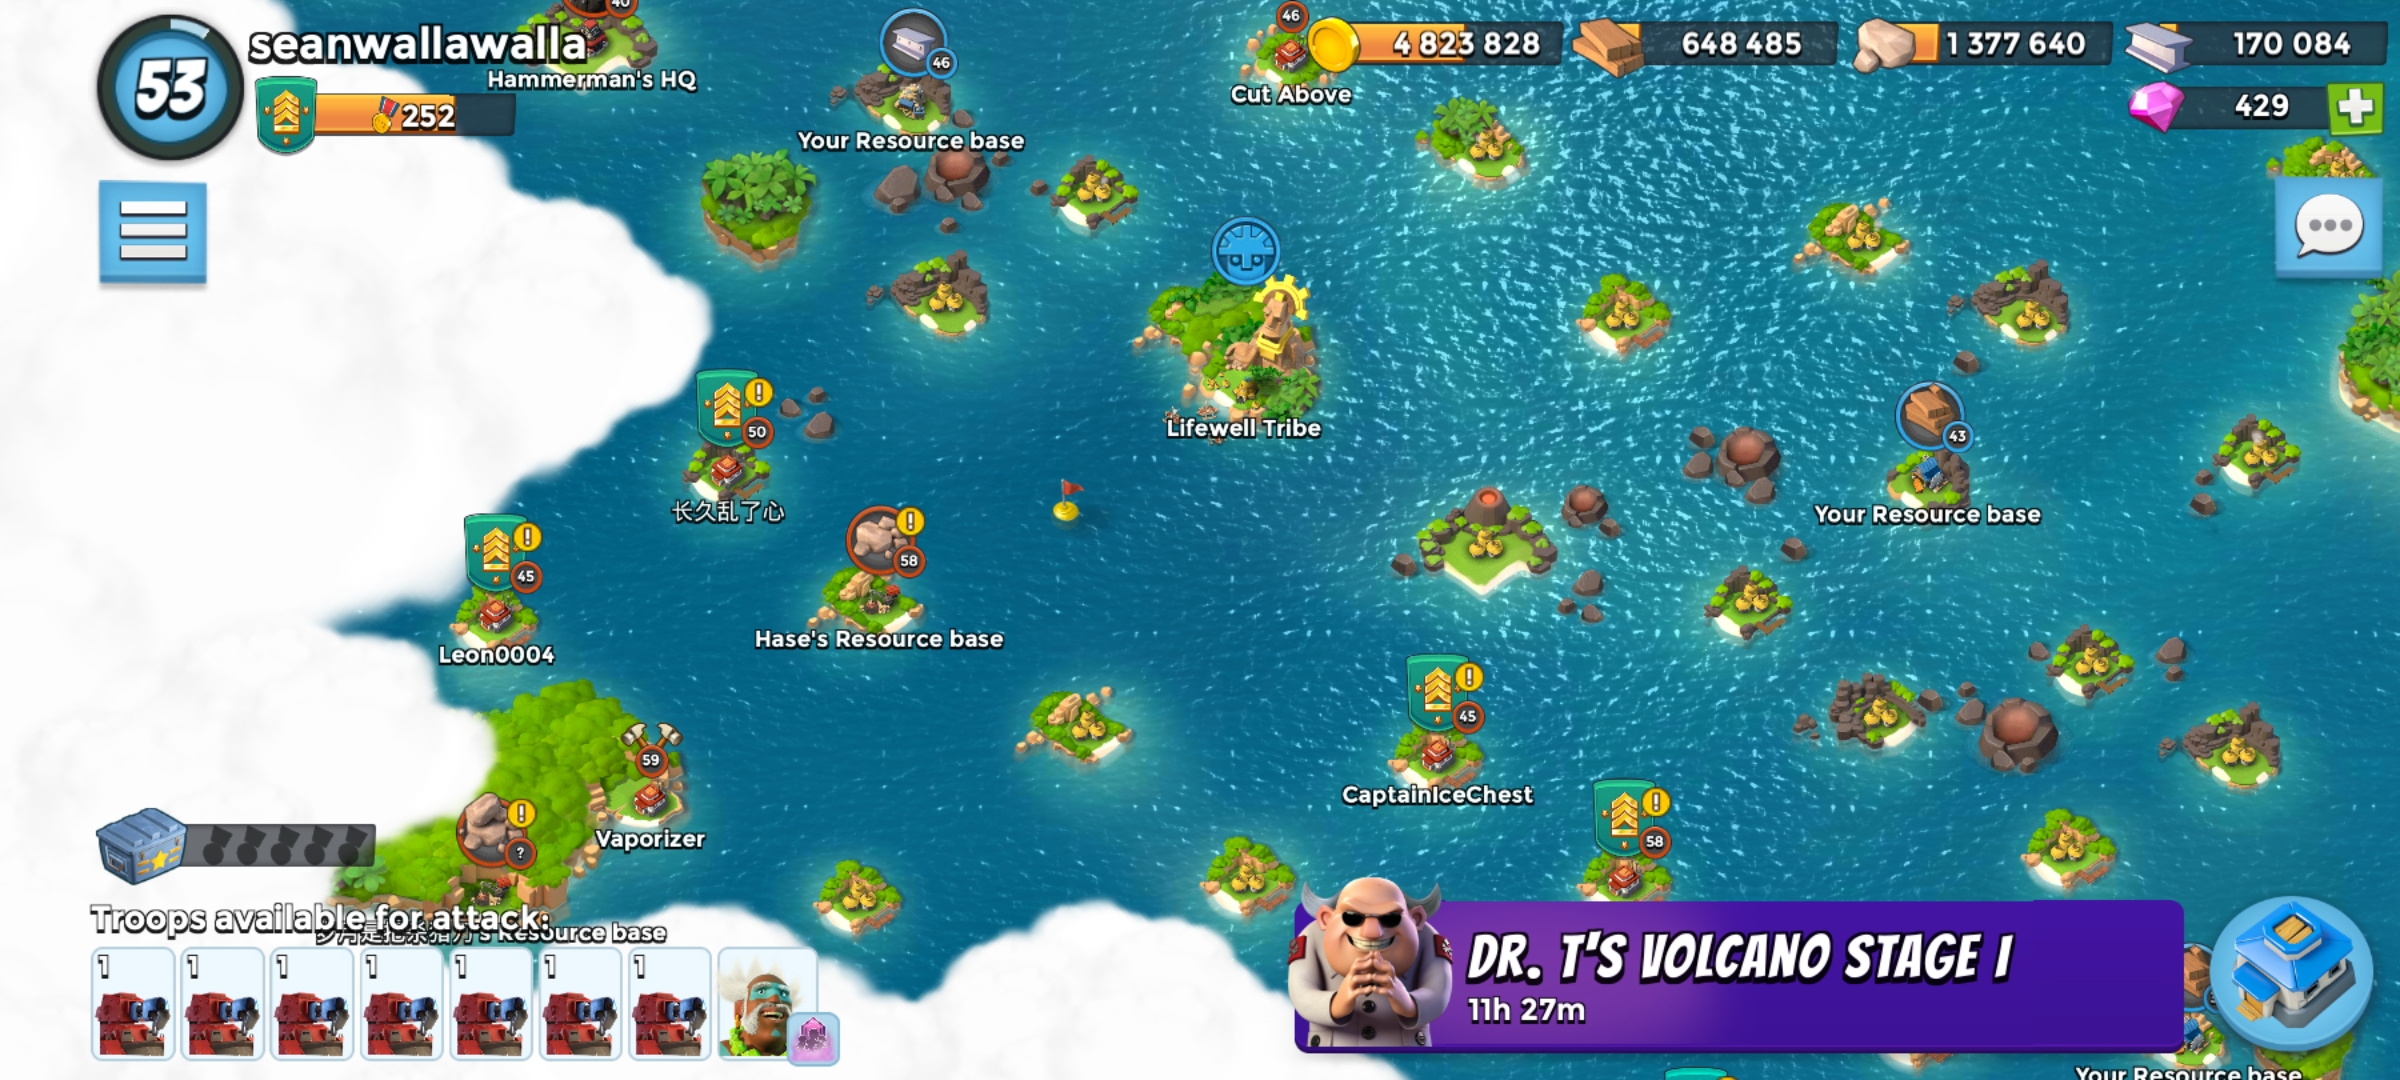 40
46
53
seanwallawalla
4 823 828
648 485
1 377 640
170 084
Hammerman's HQ
46
Cut Above
252
429
Your Resource base
Lifewell Tribe
50
43
长久乱了心
Your Resource base
45
58
Leon0004
Hase's Resource base
45
59
CaptainIceChest
Vaporizer
58
?
Troops available for attack:
's Resource base
DR. T'S VOLCANO STAGE I
11h 27m
1
1
1
1
1
1
1
Your Resource base